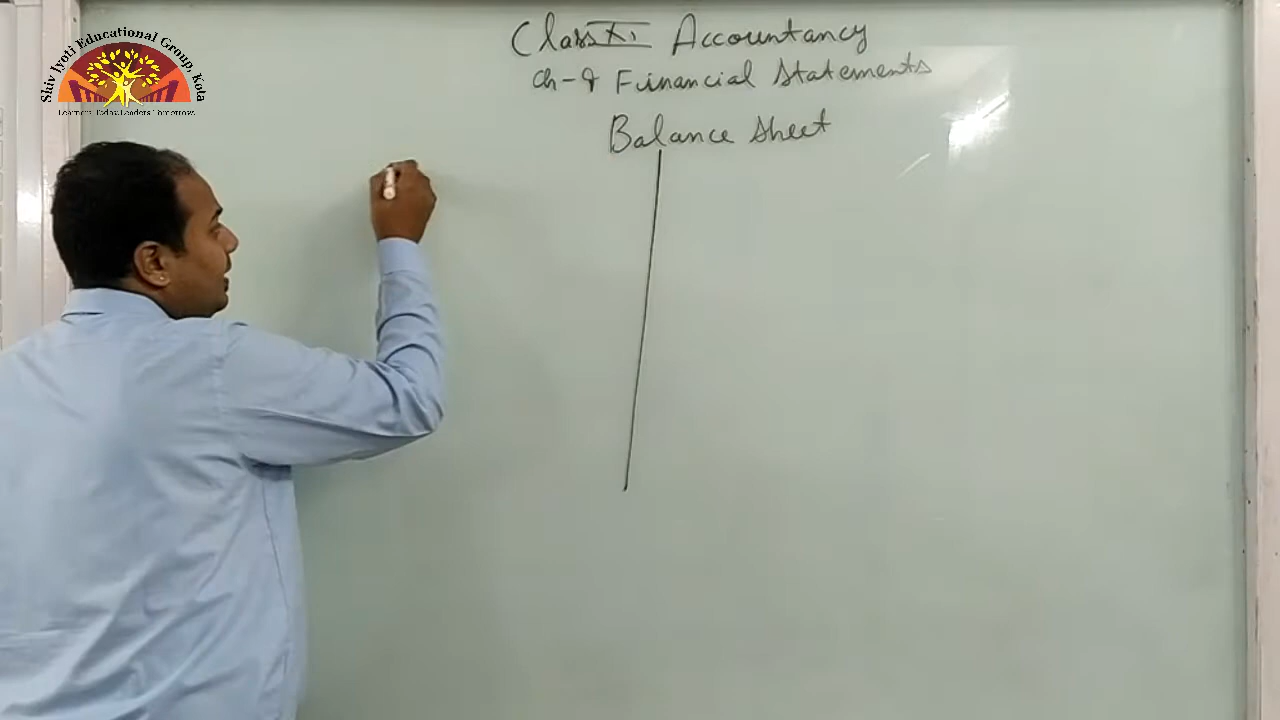 Shiv Jyoti Educational Group, Kota
Class XI Accountancy
Ch-9 Financial Statements
Balance Sheet